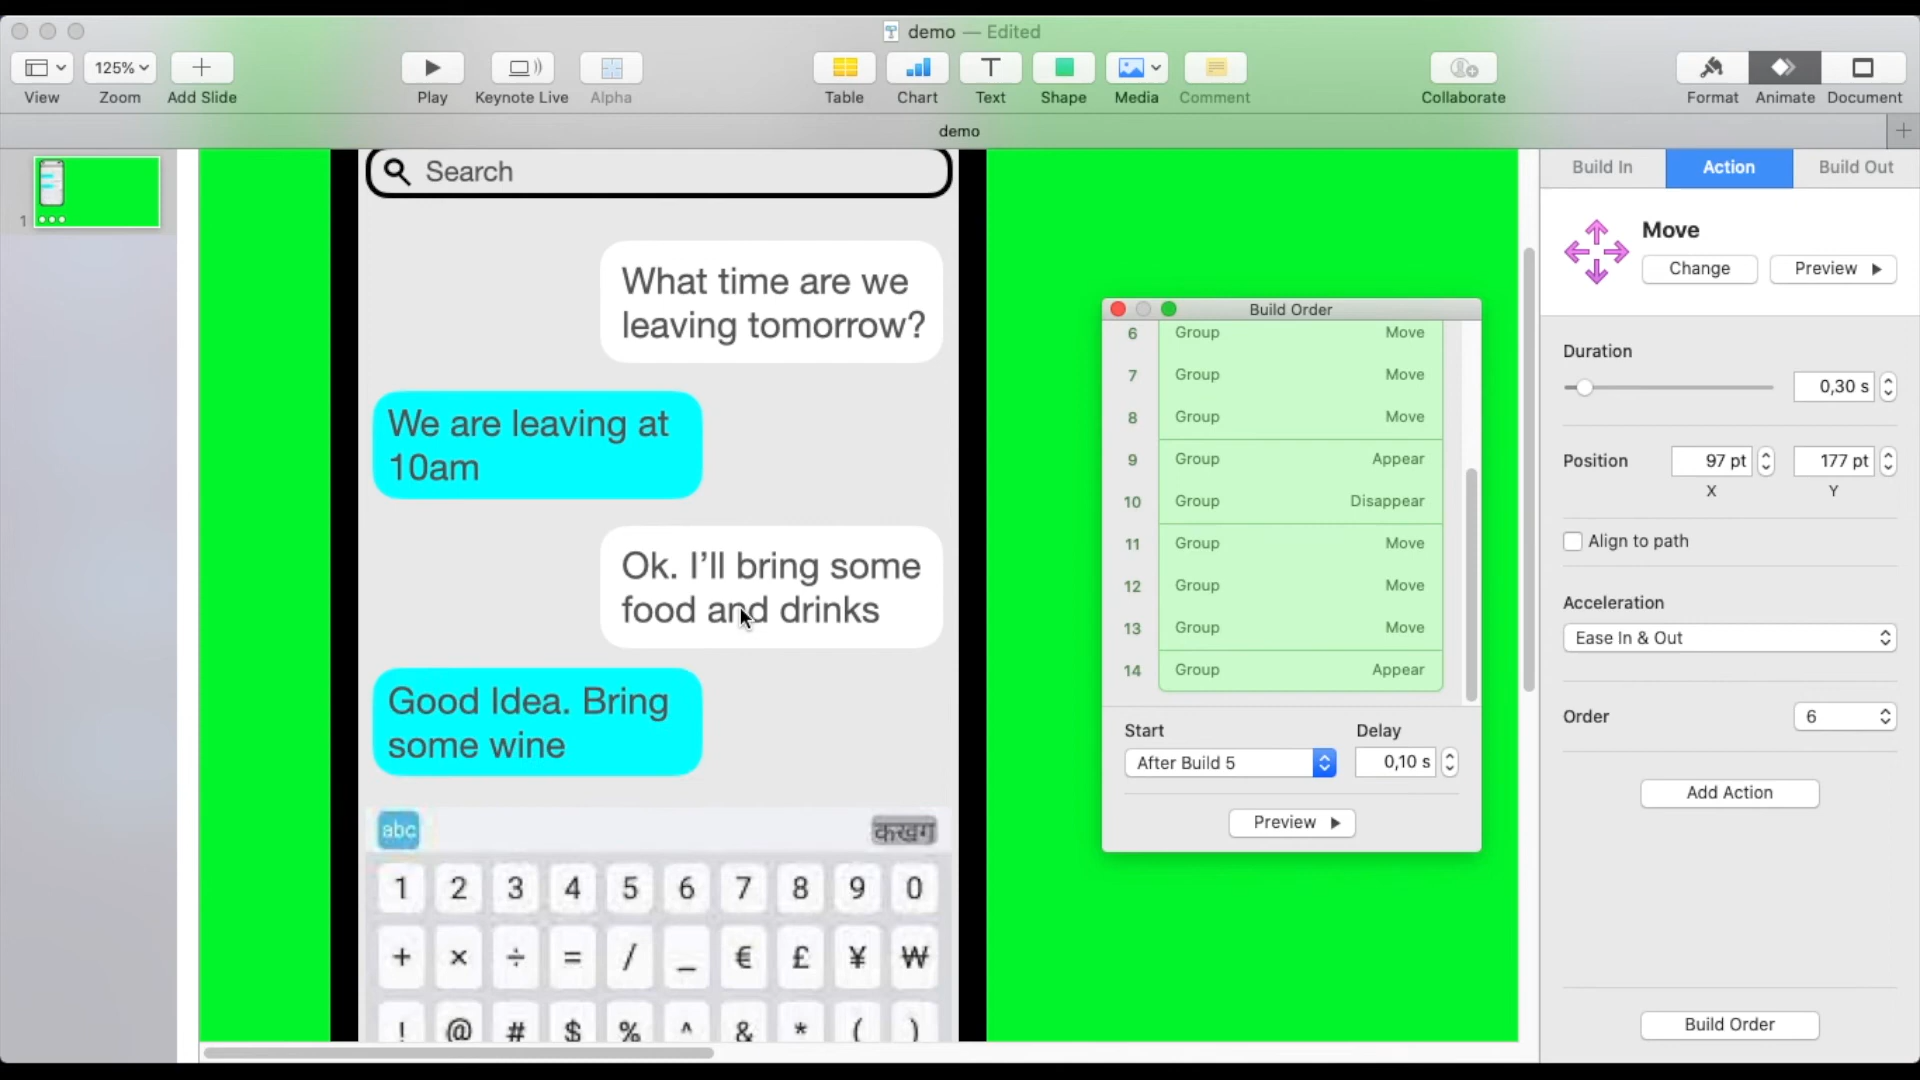 demo — Edited
125%
View
Zoom
Add Slide
Play
Keynote Live
Alpha
Table
Chart
Text
Shape
Media
Comment
Collaborate
Format
Animate
Document
demo
1
Search
What time are we
leaving tomorrow?
We are leaving at
10am
Ok. I’ll bring some
food and drinks
Good Idea. Bring
some wine
abc
कखग
1 2 3 4 5 6 7 8 9 0
+ × ÷ = / _ € £ ¥ ₩
! @ # $ % ^ & * ( )
Build Order
6 Group Move
7 Group Move
8 Group Move
9 Group Appear
10 Group Disappear
11 Group Move
12 Group Move
13 Group Move
14 Group Appear
Start Delay
After Build 5 0,10 s
Preview
Build In Action Build Out
Move
Change Preview
Duration
0,30 s
Position 97 pt 177 pt
X Y
Align to path
Acceleration
Ease In & Out
Order 6
Add Action
Build Order